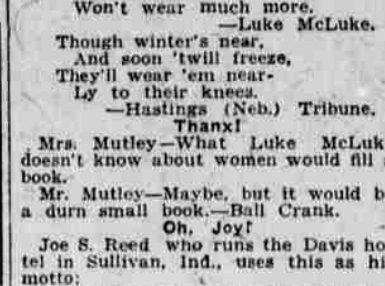 Won't wear much more.
—Luke McLuke.
Though winter's near,
And soon 'twill freeze,
They'll wear 'em near-
Ly to their knees.
—Hastings (Neb.) Tribune.
Thanx!
Mrs. Mutley—What Luke McLuk
doesn't know about women would fill
book.
Mr. Mutley—Maybe, but it would b
a durn small book.—Ball Crank.
Oh, Joy!
Joe S. Reed who runs the Davis ho
tel in Sullivan, Ind., uses this as hi
motto: